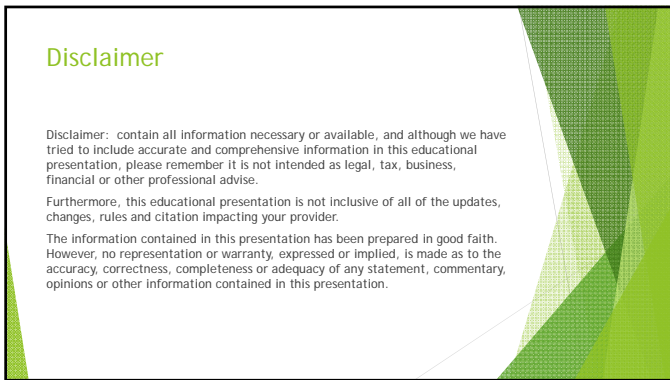 Disclaimer
Disclaimer: contain all information necessary or available, and although we have
tried to include accurate and comprehensive information in this educational
presentation, please remember it is not intended as legal, tax, business,
financial or other professional advise.
Furthermore, this educational presentation is not inclusive of all of the updates,
changes, rules and citation impacting your provider.
The information contained in this presentation has been prepared in good faith.
However, no representation or warranty, expressed or implied, is made as to the
accuracy, correctness, completeness or adequacy of any statement, commentary,
opinions or other information contained in this presentation.